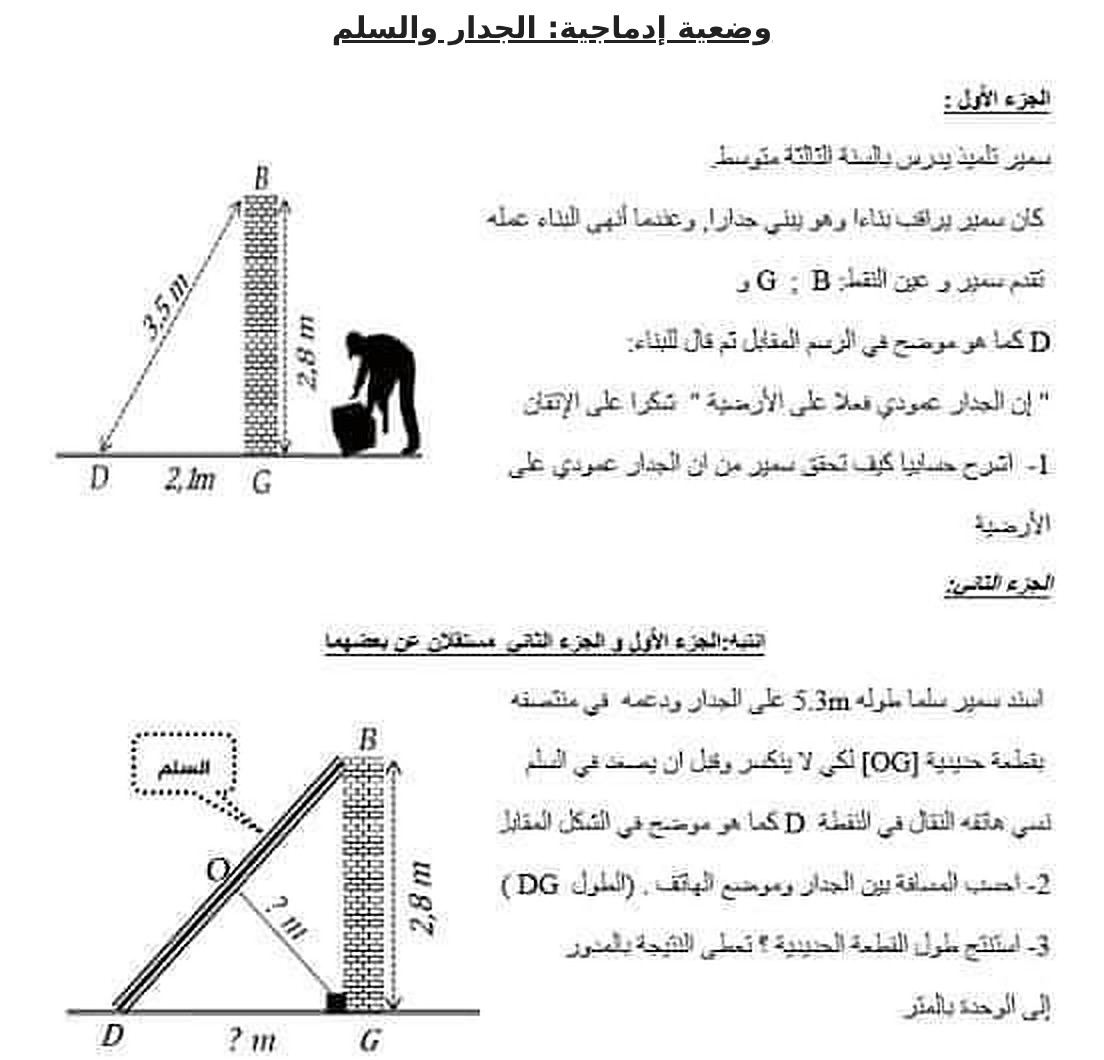 وضعية إدماجية: الجدار والسلم
الجزء الأول :
سمير تلميذ يدرس بالسنة الثالثة متوسط.
كان سمير يراقب بناءا وهو يبني جدارا, وعندما أنهى البناء عمله
تقدم سمير و عين النقط: G ; B و
D كما هو موضح في الرسم المقابل ثم قال للبناء:
" إن الجدار عمودي فعلا على الأرضية " شكرا على الإتقان
1- اشرح حسابيا كيف تحقق سمير من ان الجدار عمودي على
الأرضية
B
3,5 m
2,8 m
D 2,1m G
الجزء الثاني:
انتبه:الجزء الأول و الجزء الثاني مستقلان عن بعضهما
اسند سمير سلما طوله 5.3m على الجدار ودعمه في منتصفه
بقطعة حديدية [OG] لكي لا ينكسر وقبل ان يصعد في السلم
نسي هاتفه النقال في النقطة D كما هو موضح في الشكل المقابل
2- احسب المسافة بين الجدار وموضع الهاتف . (الطول DG )
3- استنتج طول القطعة الحديدية ؟ تعطى النتيجة بالمدور
إلى الوحدة بالمتر
B
السلم
O
? m
2,8 m
D ? m G